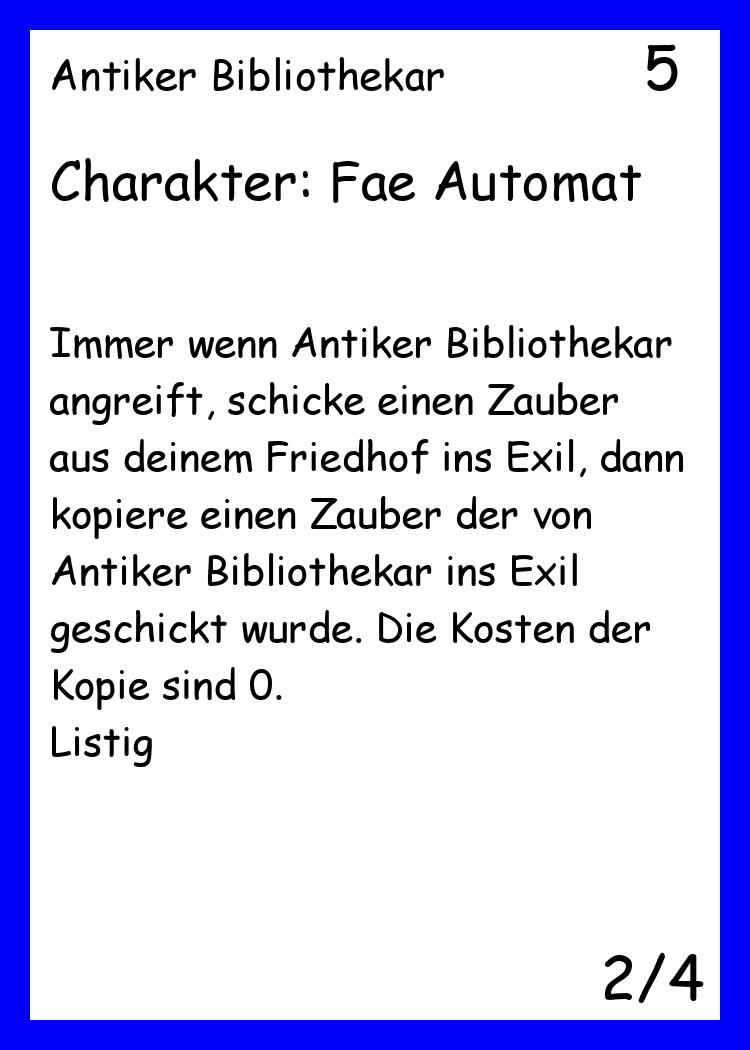 Antiker Bibliothekar 5
Charakter: Fae Automat
Immer wenn Antiker Bibliothekar
angreift, schicke einen Zauber
aus deinem Friedhof ins Exil, dann
kopiere einen Zauber der von
Antiker Bibliothekar ins Exil
geschickt wurde. Die Kosten der
Kopie sind 0.
Listig
2/4